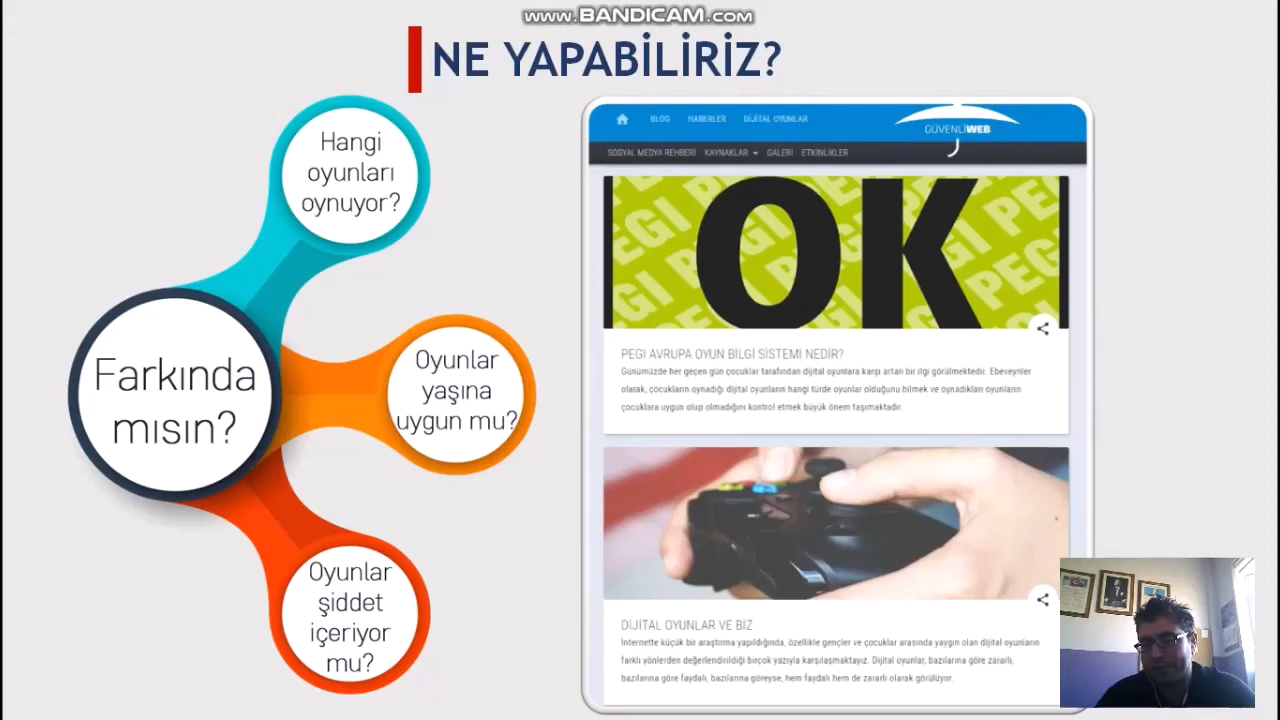 www.BANDICAM.com
NE YAPABİLİRİZ?
Hangi
oyunları
oynuyor?
Farkında
mısın?
Oyunlar
yaşına
uygun mu?
Oyunlar
şiddet
içeriyor
mu?
BLOG HABERLER DİJİTAL OYUNLAR
GÜVENLİWEB
SOSYAL MEDYA REHBERİ KAYNAKLAR GALERİ ETKİNLİKLER
PEGI PEGI PEGI PEGI
OK
PEGI AVRUPA OYUN BİLGİ SİSTEMİ NEDİR?
Günümüzde her geçen gün çocuklar tarafından dijital oyunlara karşı artan bir ilgi görülmektedir. Ebeveynler
olarak, çocukların oynadığı dijital oyunların hangi türde oyunlar olduğunu bilmek ve oynadıkları oyunların
çocuklara uygun olup olmadığını kontrol etmek büyük önem taşımaktadır.
DİJİTAL OYUNLAR VE BİZ
İnternette küçük bir araştırma yapıldığında, özellikle gençler ve çocuklar arasında yaygın olan dijital oyunların
farklı yönlerden değerlendirildiği birçok yazıyla karşılaşmaktayız. Dijital oyunlar, bazılarına göre zararlı,
bazılarına göre faydalı, bazılarına göreyse, hem faydalı hem de zararlı olarak görülüyor.